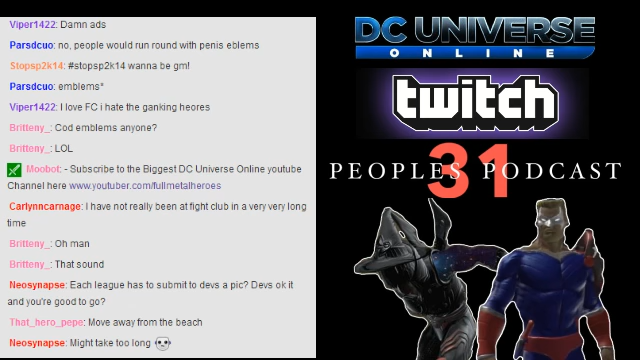 Viper1422: Damn ads
Parsdcuo: no, people would run round with penis eblems
Stopsp2k14: #stopsp2k14 wanna be gm!
Parsdcuo: emblems*
Viper1422: I love FC i hate the ganking heores
Britteny_: Cod emblems anyone?
Britteny_: LOL
Moobot: - Subscribe to the Biggest DC Universe Online youtube
Channel here www.youtuber.com/fullmetalheroes
Carlynncarnage: I have not really been at fight club in a very very long
time
Britteny_: Oh man
Britteny_: That sound
Neosynapse: Each league has to submit to devs a pic? Devs ok it
and you're good to go?
That_hero_pepe: Move away from the beach
Neosynapse: Might take too long
DC UNIVERSE
ONLINE
twitch
31
PEOPLES PODCAST